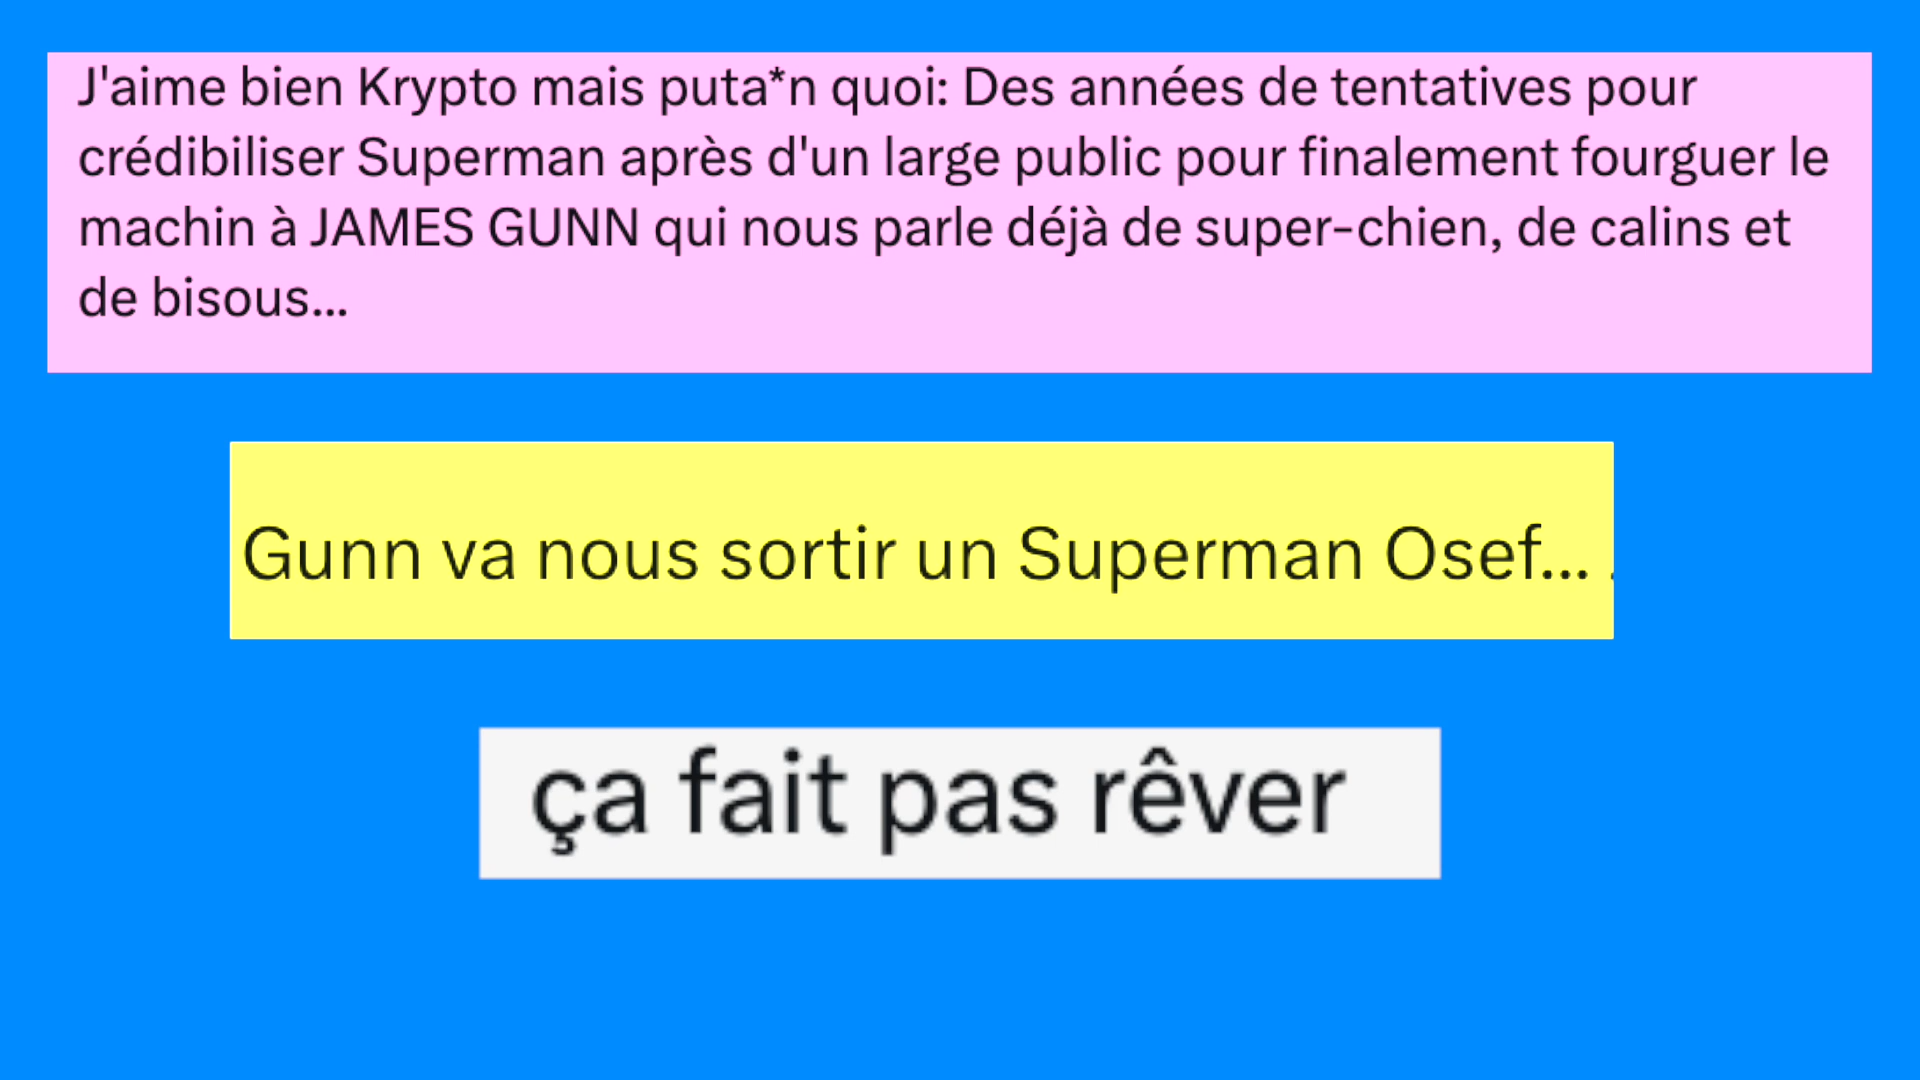 J'aime bien Krypto mais puta*n quoi: Des années de tentatives pour
crédibiliser Superman après d'un large public pour finalement fourguer le
machin à JAMES GUNN qui nous parle déjà de super-chien, de calins et
de bisous...
Gunn va nous sortir un Superman Osef... .
ça fait pas rêver